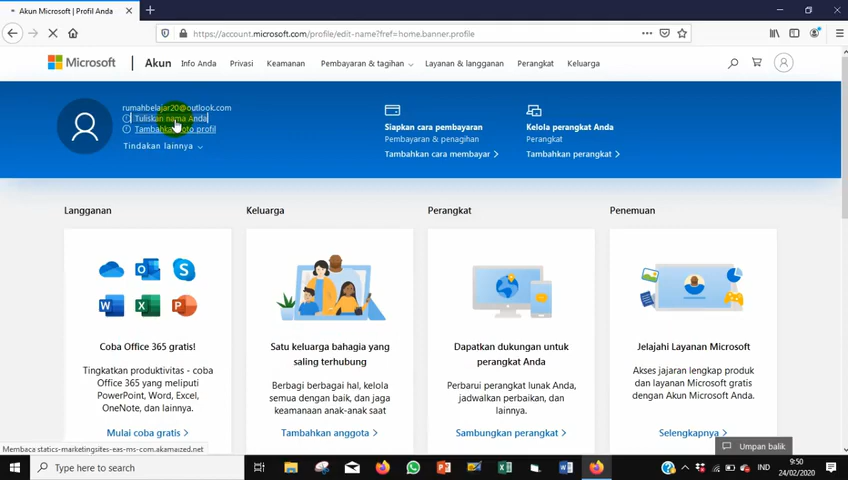 Akun Microsoft | Profil Anda
https://account.microsoft.com/profile/edit-name?fref=home.banner.profile
Microsoft
Akun
Info Anda
Privasi
Keamanan
Pembayaran & tagihan
Layanan & langganan
Perangkat
Keluarga
rumahbelajar20@outlook.com
Tuliskan nama Anda
Tambahkan foto profil
Tindakan lainnya
Siapkan cara pembayaran
Pembayaran & penagihan
Tambahkan cara membayar
Kelola perangkat Anda
Perangkat
Tambahkan perangkat
Langganan
Keluarga
Perangkat
Penemuan
Coba Office 365 gratis!
Tingkatkan produktivitas - coba
Office 365 yang meliputi
PowerPoint, Word, Excel,
OneNote, dan lainnya.
Mulai coba gratis
Satu keluarga bahagia yang
saling terhubung
Berbagi berbagai hal, kelola
semua dengan baik, dan jaga
keamanan anak-anak saat
Tambahkan anggota
Dapatkan dukungan untuk
perangkat Anda
Perbarui perangkat lunak Anda,
jadwalkan perbaikan, dan
lainnya.
Sambungkan perangkat
Jelajahi Layanan Microsoft
Akses jajaran lengkap produk
dan layanan Microsoft gratis
dengan Akun Microsoft Anda.
Selengkapnya
Umpan balik
Membaca statics-marketingsites-eas-ms-com.akamaized.net
Type here to search
IND
9:50
24/02/2020